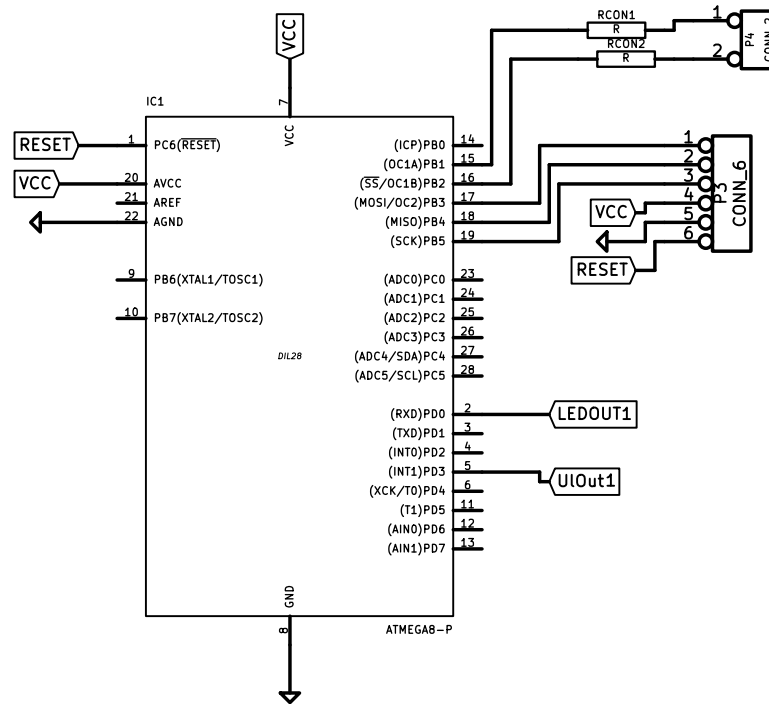 RCON1
R
RCON2
R
1
2
P4
VCC
7
VCC
IC1
RESET
1
PC6(RESET)
VCC
20
AVCC
21
AREF
22
AGND
9
PB6(XTAL1/TOSC1)
10
PB7(XTAL2/TOSC2)
DIL28
(ICP)PB0
14
(OC1A)PB1
15
(SS/OC1B)PB2
16
(MOSI/OC2)PB3
17
(MISO)PB4
18
(SCK)PB5
19
(ADC0)PC0
23
(ADC1)PC1
24
(ADC2)PC2
25
(ADC3)PC3
26
(ADC4/SDA)PC4
27
(ADC5/SCL)PC5
28
(RXD)PD0
2
LEDOUT1
(TXD)PD1
3
(INT0)PD2
4
(INT1)PD3
5
UlOut1
(XCK/T0)PD4
6
(T1)PD5
11
(AIN0)PD6
12
(AIN1)PD7
13
1
2
3
4
5
6
P3
CONN_6
VCC
RESET
GND
8
ATMEGA8-P